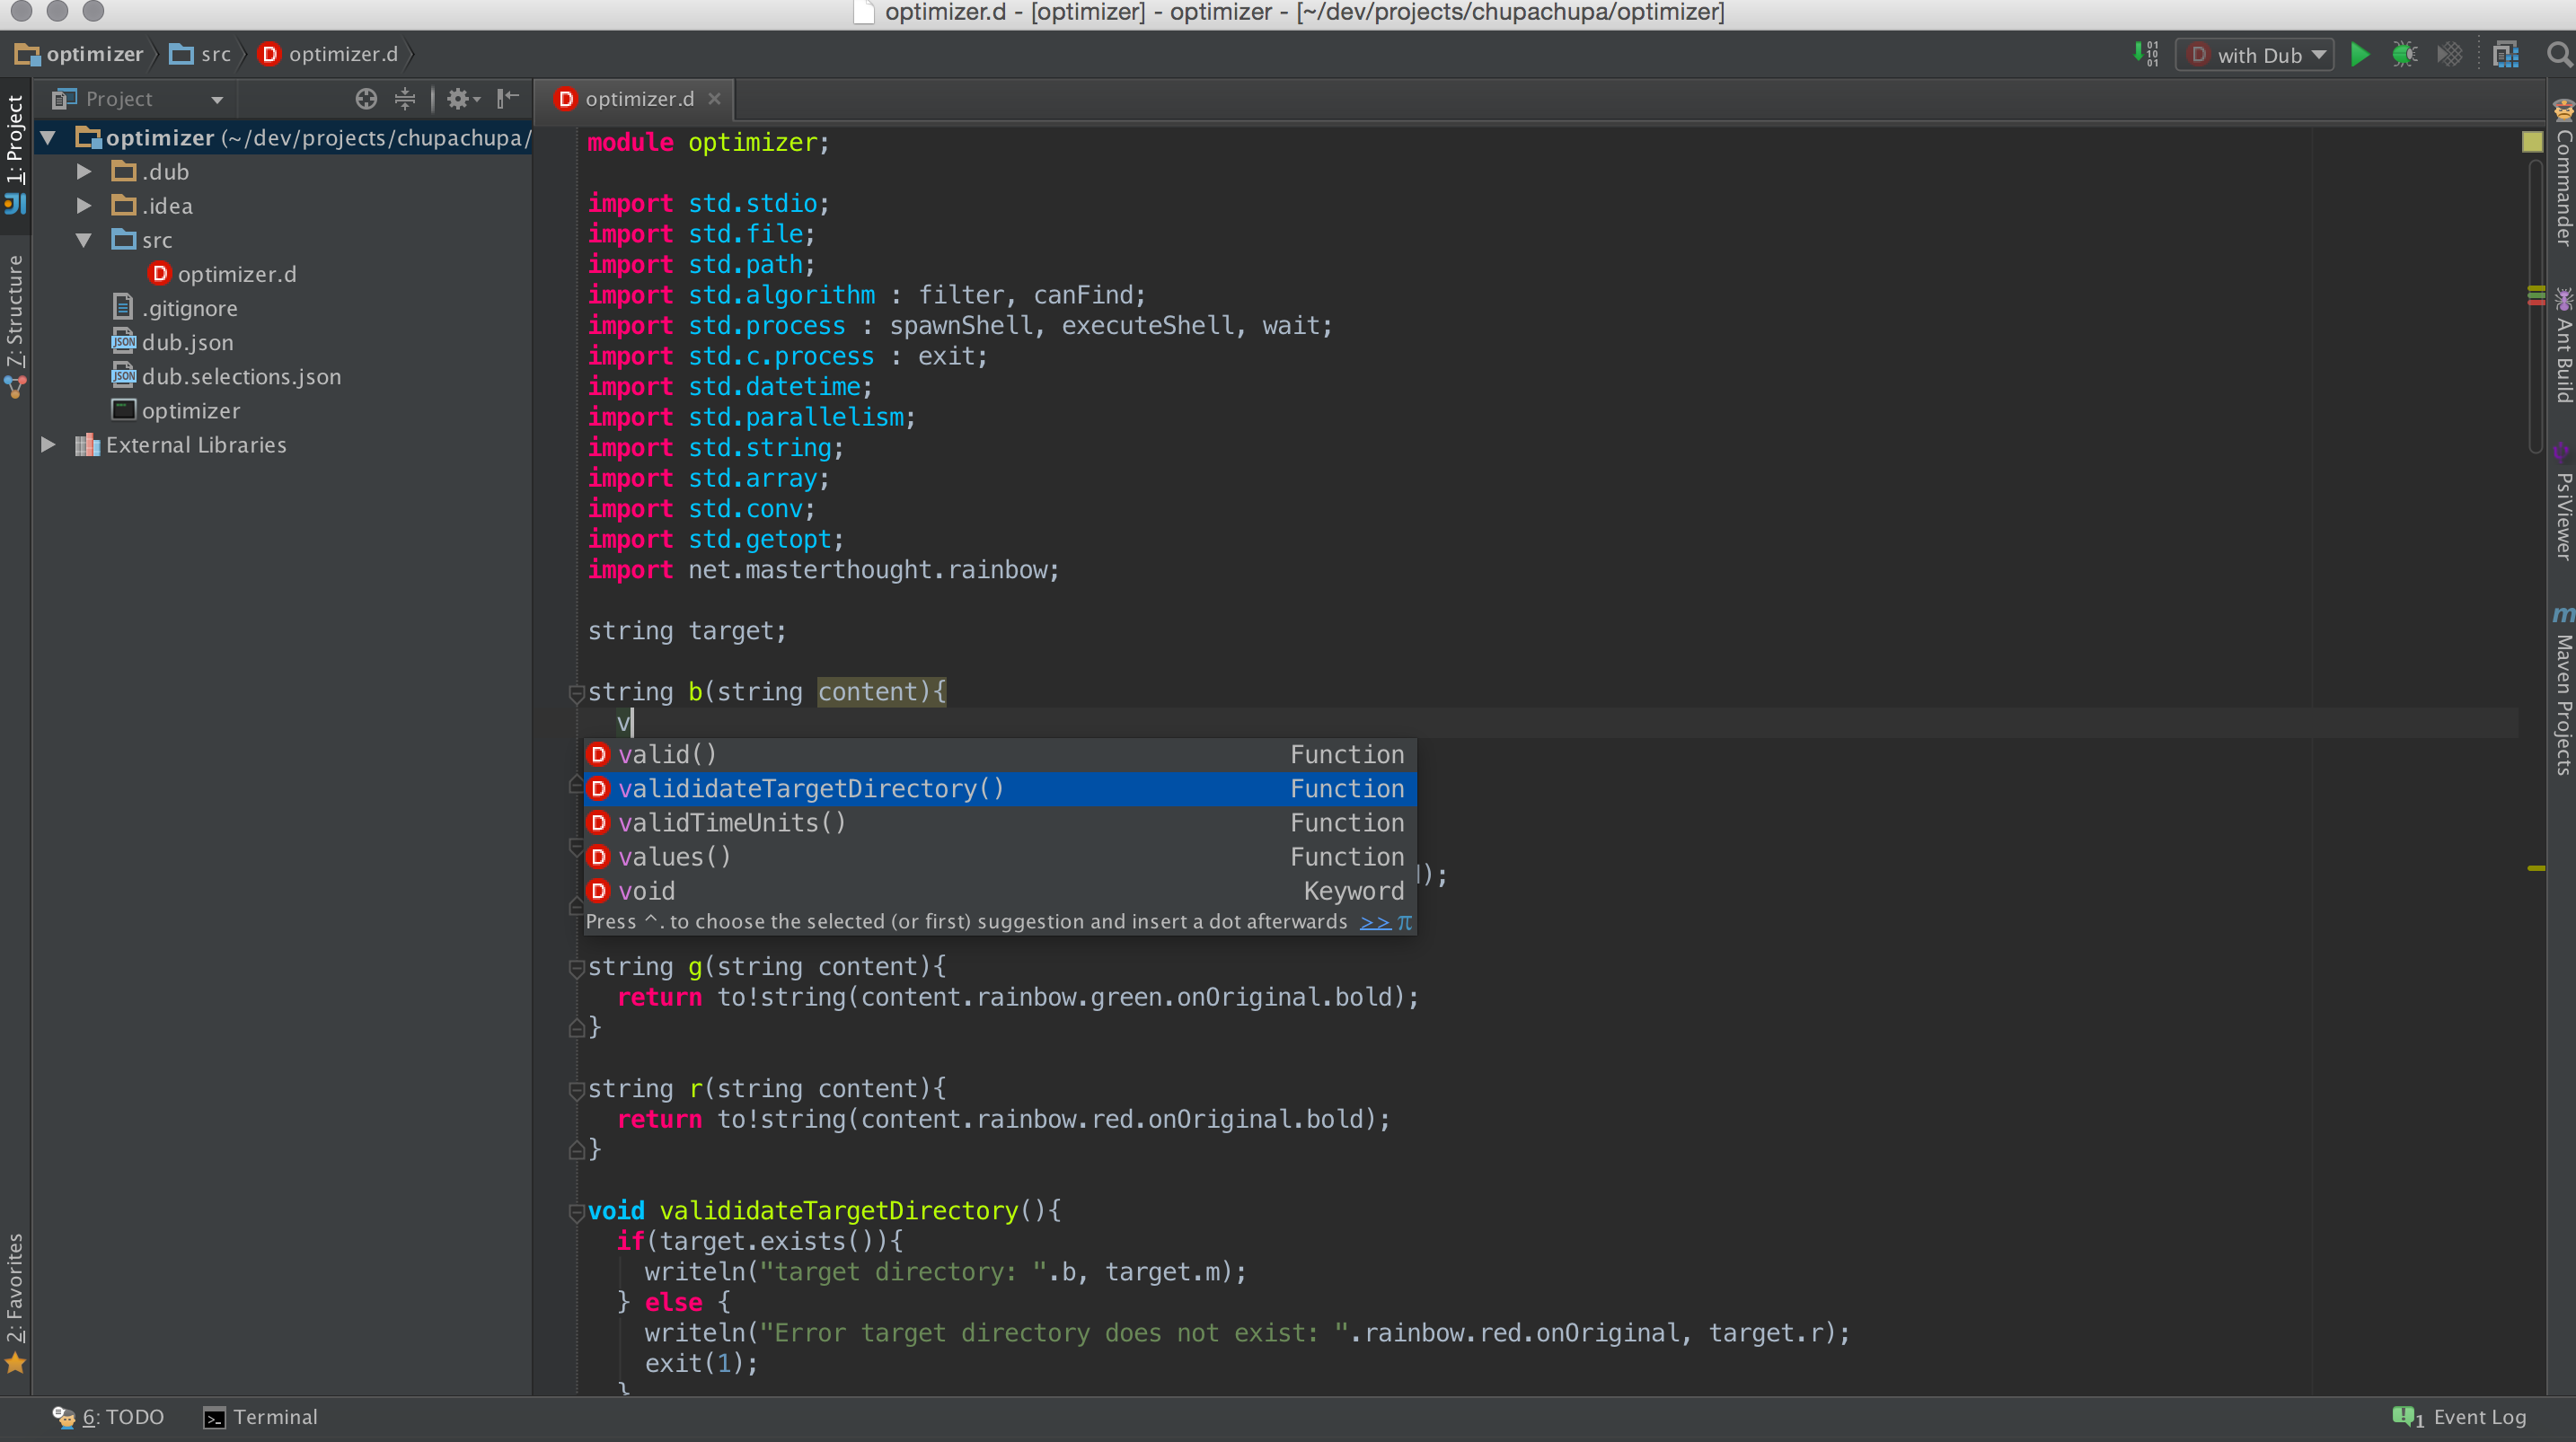 optimizer.d - [optimizer] - optimizer - [~/dev/projects/chupachupa/optimizer]
optimizer src optimizer.d
with Dub
1: Project
Z: Structure
2: Favorites
Project
optimizer (~/dev/projects/chupachupa/
.dub
.idea
src
optimizer.d
.gitignore
dub.json
dub.selections.json
optimizer
External Libraries
optimizer.d
module optimizer;
import std.stdio;
import std.file;
import std.path;
import std.algorithm : filter, canFind;
import std.process : spawnShell, executeShell, wait;
import std.c.process : exit;
import std.datetime;
import std.parallelism;
import std.string;
import std.array;
import std.conv;
import std.getopt;
import net.masterthought.rainbow;
string target;
string b(string content){
v
valid() Function
valididateTargetDirectory() Function
validTimeUnits() Function
values() Function
void Keyword
Press ^. to choose the selected (or first) suggestion and insert a dot afterwards >> π
);
string g(string content){
return to!string(content.rainbow.green.onOriginal.bold);
}
string r(string content){
return to!string(content.rainbow.red.onOriginal.bold);
}
void valididateTargetDirectory(){
if(target.exists()){
writeln("target directory: ".b, target.m);
} else {
writeln("Error target directory does not exist: ".rainbow.red.onOriginal, target.r);
exit(1);
}
Commander
Ant Build
PsiViewer
Maven Projects
6: TODO
Terminal
1 Event Log